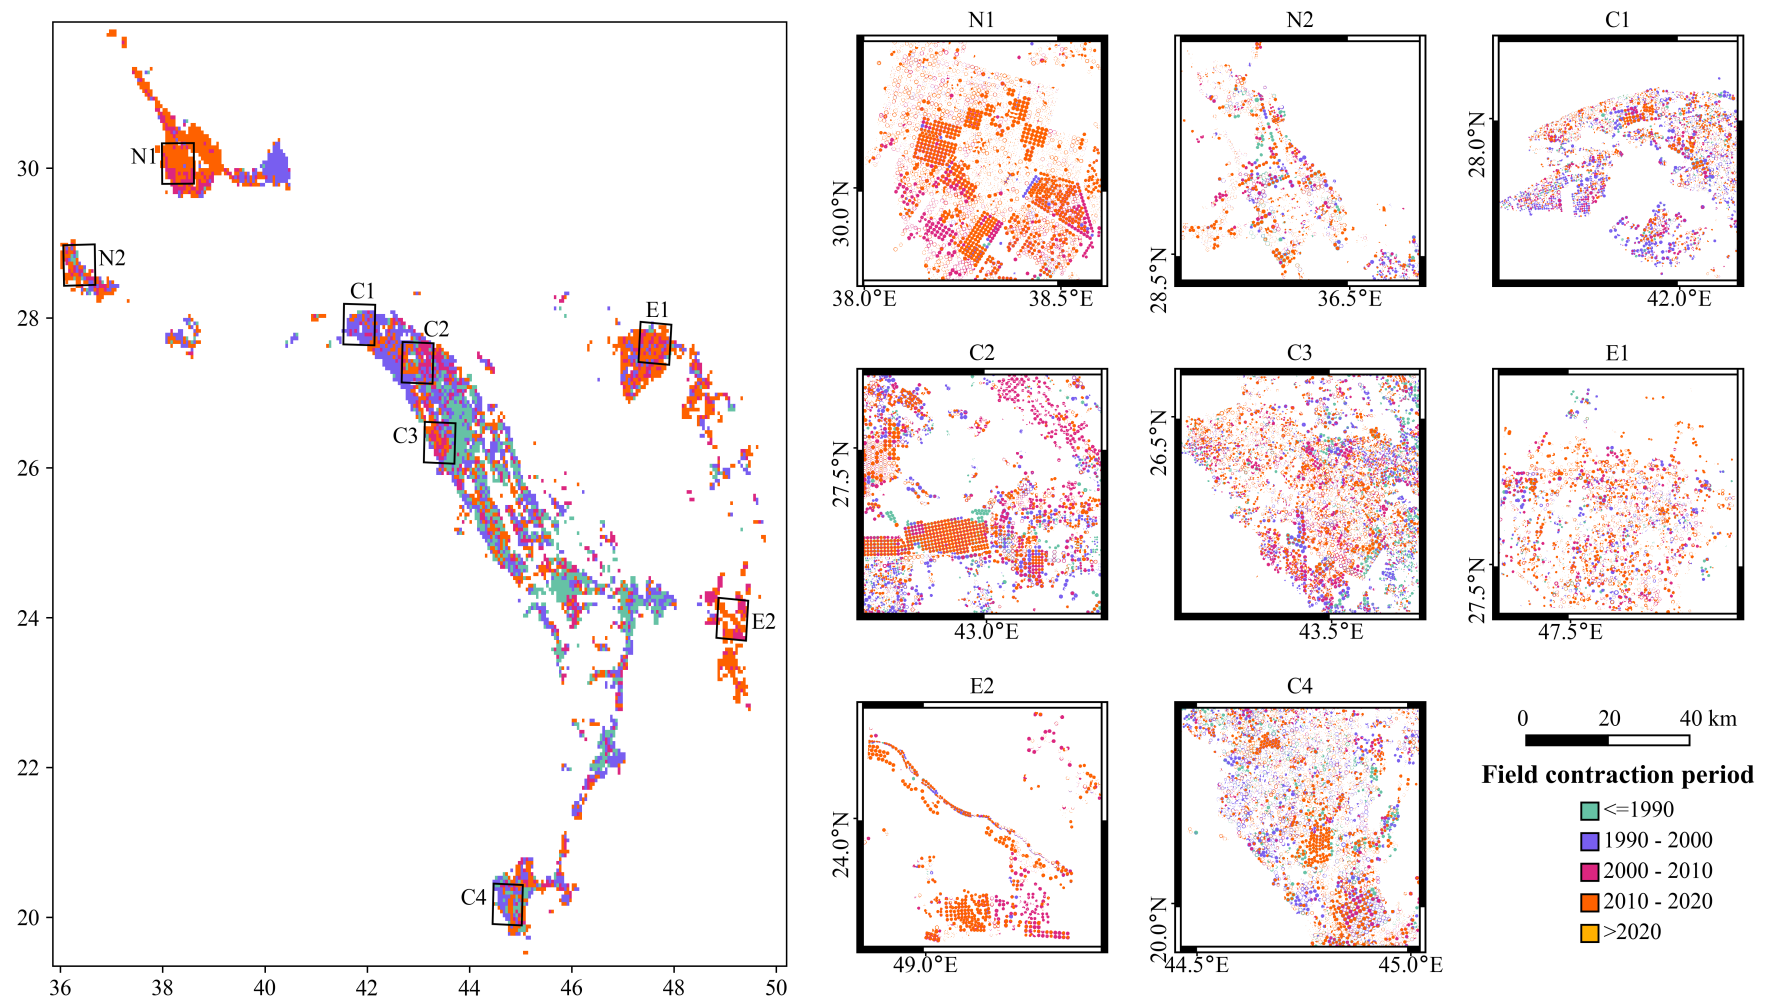 N1
N2
C1
C2
C3
E1
E2
C4
30
28
26
24
22
20
36
38
40
42
44
46
48
50
N1
30.0°N
38.0°E
38.5°E
N2
28.5°N
36.5°E
C1
28.0°N
42.0°E
C2
27.5°N
43.0°E
C3
26.5°N
43.5°E
E1
27.5°N
47.5°E
E2
24.0°N
49.0°E
C4
20.0°N
44.5°E
45.0°E
0 20 40 km
Field contraction period
<=1990
1990 - 2000
2000 - 2010
2010 - 2020
>2020